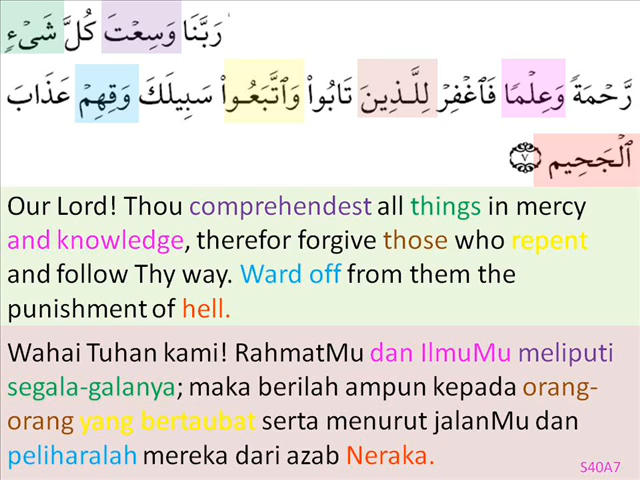 رَبَّنَا وَسِعۡتَ كُلَّ شَيۡءٖ
رَّحۡمَةٗ وَعِلۡمٗا فَٱغۡفِرۡ لِلَّذِينَ تَابُواْ وَٱتَّبَعُواْ سَبِيلَكَ وَقِهِمۡ عَذَابَ
ٱلۡجَحِيمِ ٧
Our Lord! Thou comprehendest all things in mercy
and knowledge, therefor forgive those who repent
and follow Thy way. Ward off from them the
punishment of hell.
Wahai Tuhan kami! RahmatMu dan IlmuMu meliputi
segala-galanya; maka berilah ampun kepada orang-
orang yang bertaubat serta menurut jalanMu dan
peliharalah mereka dari azab Neraka.
S40A7